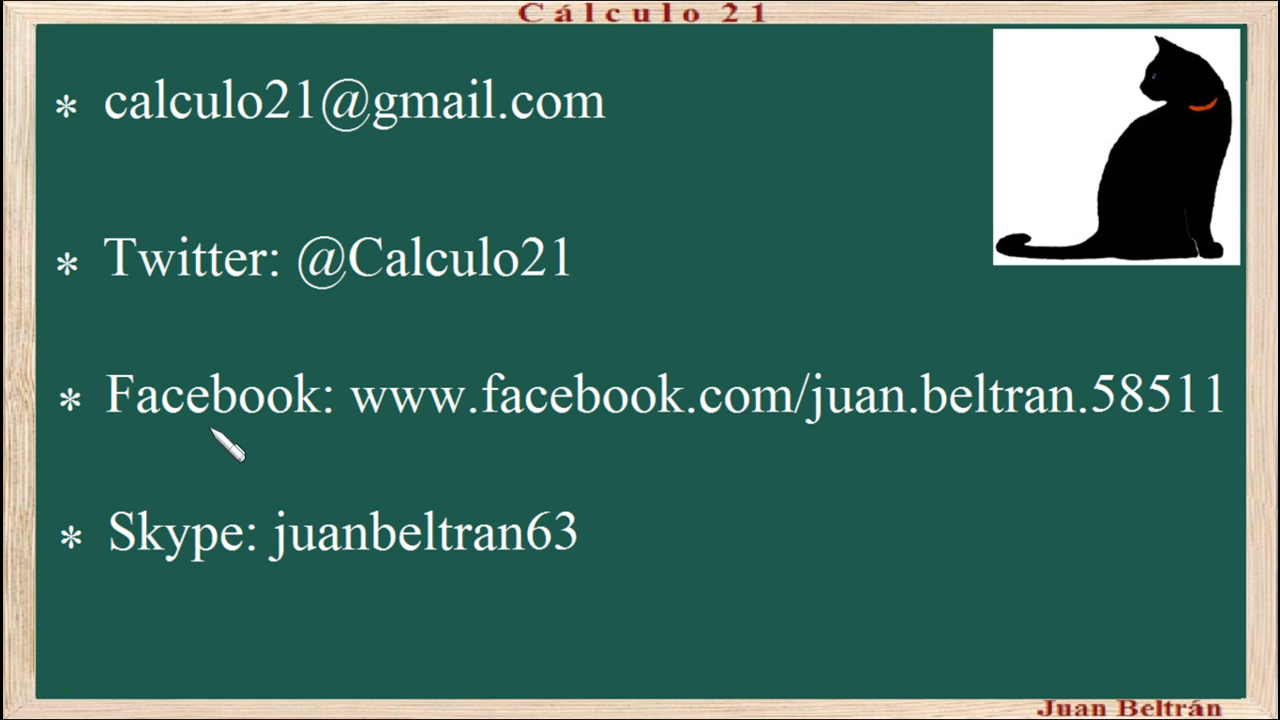 Cálculo 21
* calculo21@gmail.com
* Twitter: @Calculo21
* Facebook: www.facebook.com/juan.beltran.58511
* Skype: juanbeltran63
Juan Beltrán